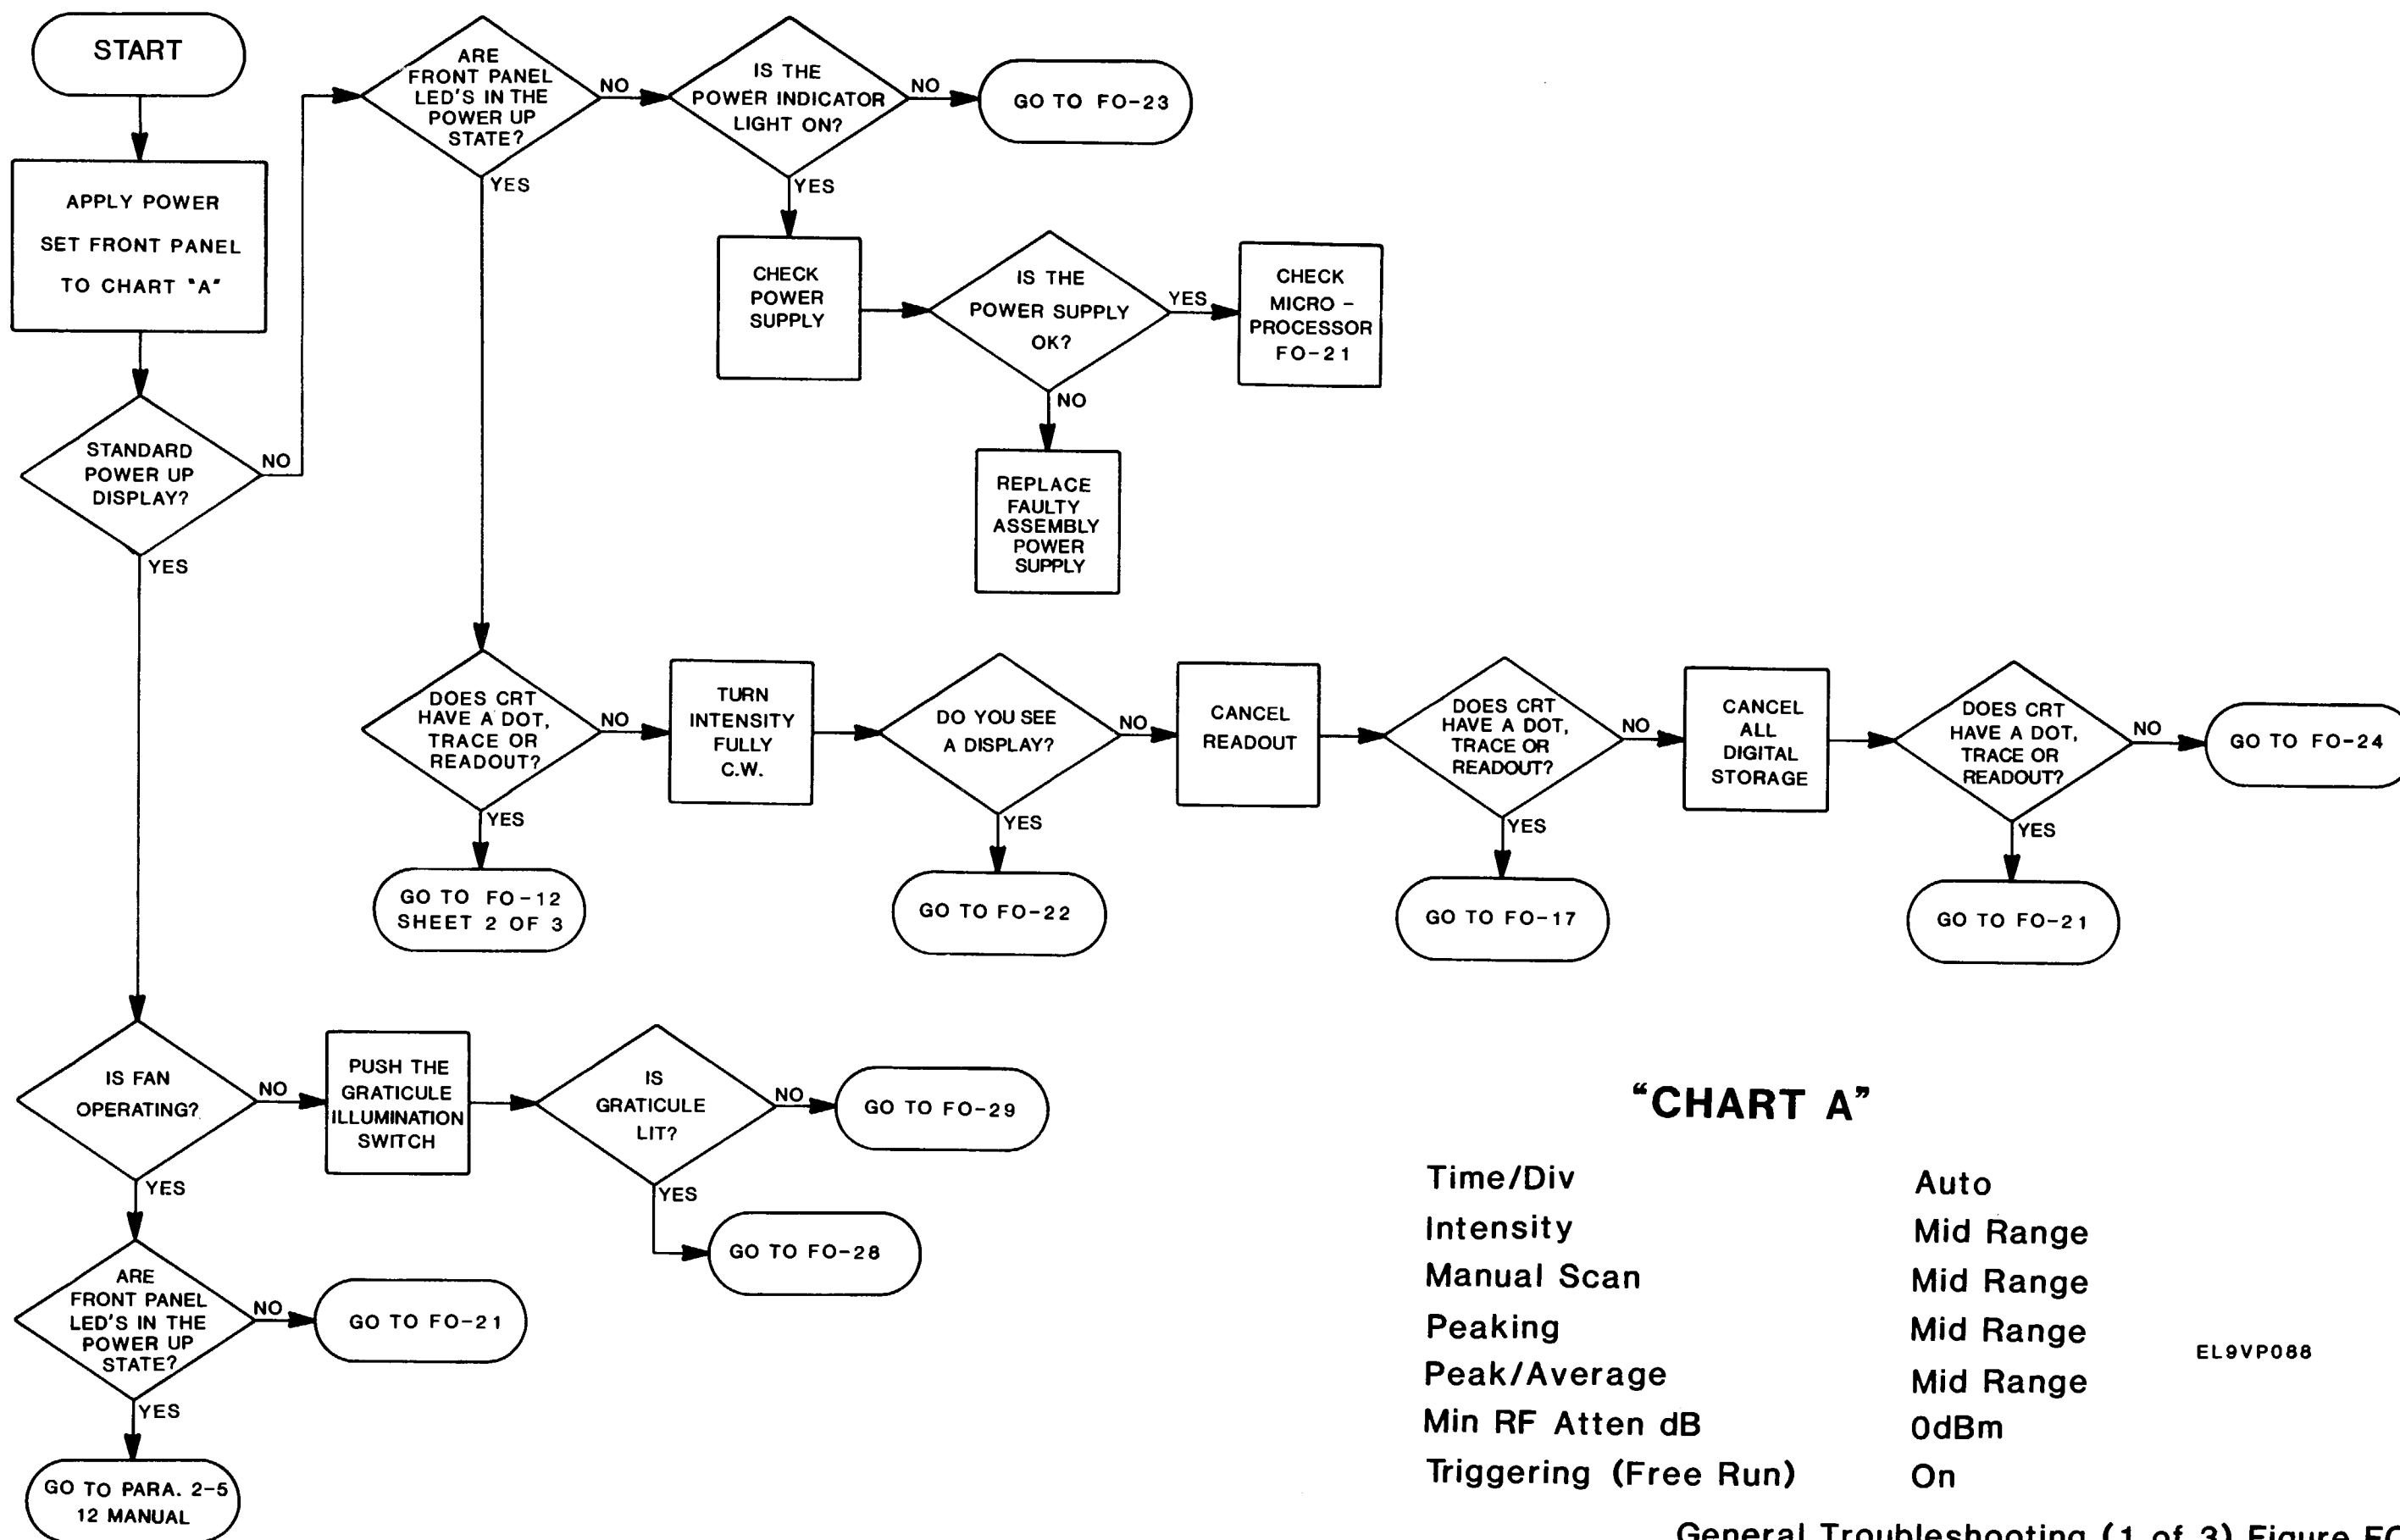 START
APPLY POWER
SET FRONT PANEL
TO CHART "A"
STANDARD
POWER UP
DISPLAY?
NO
YES
ARE
FRONT PANEL
LED'S IN THE
POWER UP
STATE?
NO
YES
IS THE
POWER INDICATOR
LIGHT ON?
NO
YES
GO TO FO-23
CHECK
POWER
SUPPLY
IS THE
POWER SUPPLY
OK?
YES
NO
CHECK
MICRO -
PROCESSOR
FO-21
REPLACE
FAULTY
ASSEMBLY
POWER
SUPPLY
DOES CRT
HAVE A DOT,
TRACE OR
READOUT?
NO
YES
GO TO FO-12
SHEET 2 OF 3
TURN
INTENSITY
FULLY
C.W.
DO YOU SEE
A DISPLAY?
NO
YES
GO TO FO-22
CANCEL
READOUT
DOES CRT
HAVE A DOT,
TRACE OR
READOUT?
NO
YES
GO TO FO-17
CANCEL
ALL
DIGITAL
STORAGE
DOES CRT
HAVE A DOT,
TRACE OR
READOUT?
NO
YES
GO TO FO-24
GO TO FO-21
IS FAN
OPERATING?
NO
YES
PUSH THE
GRATICULE
ILLUMINATION
SWITCH
IS
GRATICULE
LIT?
NO
YES
GO TO FO-29
GO TO FO-28
ARE
FRONT PANEL
LED'S IN THE
POWER UP
STATE?
NO
YES
GO TO FO-21
GO TO PARA. 2-5
12 MANUAL
"CHART A"
Time/Div Auto
Intensity Mid Range
Manual Scan Mid Range
Peaking Mid Range
Peak/Average Mid Range
Min RF Atten dB 0dBm
Triggering (Free Run) On
EL9VP088
General Troubleshooting (1 of 3) Figure